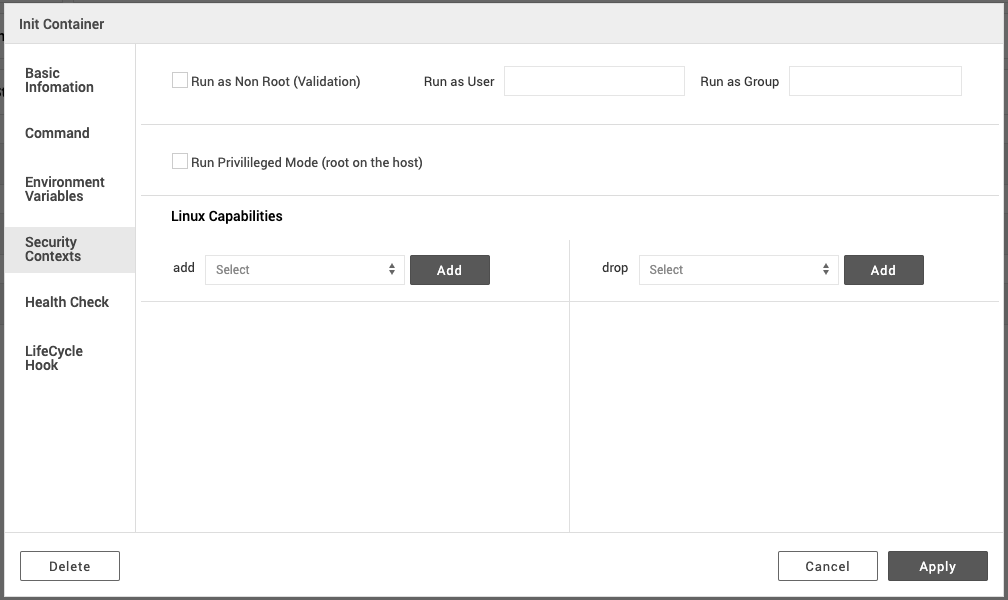 Init Container
Basic
Infomation
Command
Environment
Variables
Security
Contexts
Health Check
LifeCycle
Hook
Run as Non Root (Validation)
Run as User
Run as Group
Run Privilileged Mode (root on the host)
Linux Capabilities
add
Select
Add
drop
Select
Add
Delete
Cancel
Apply